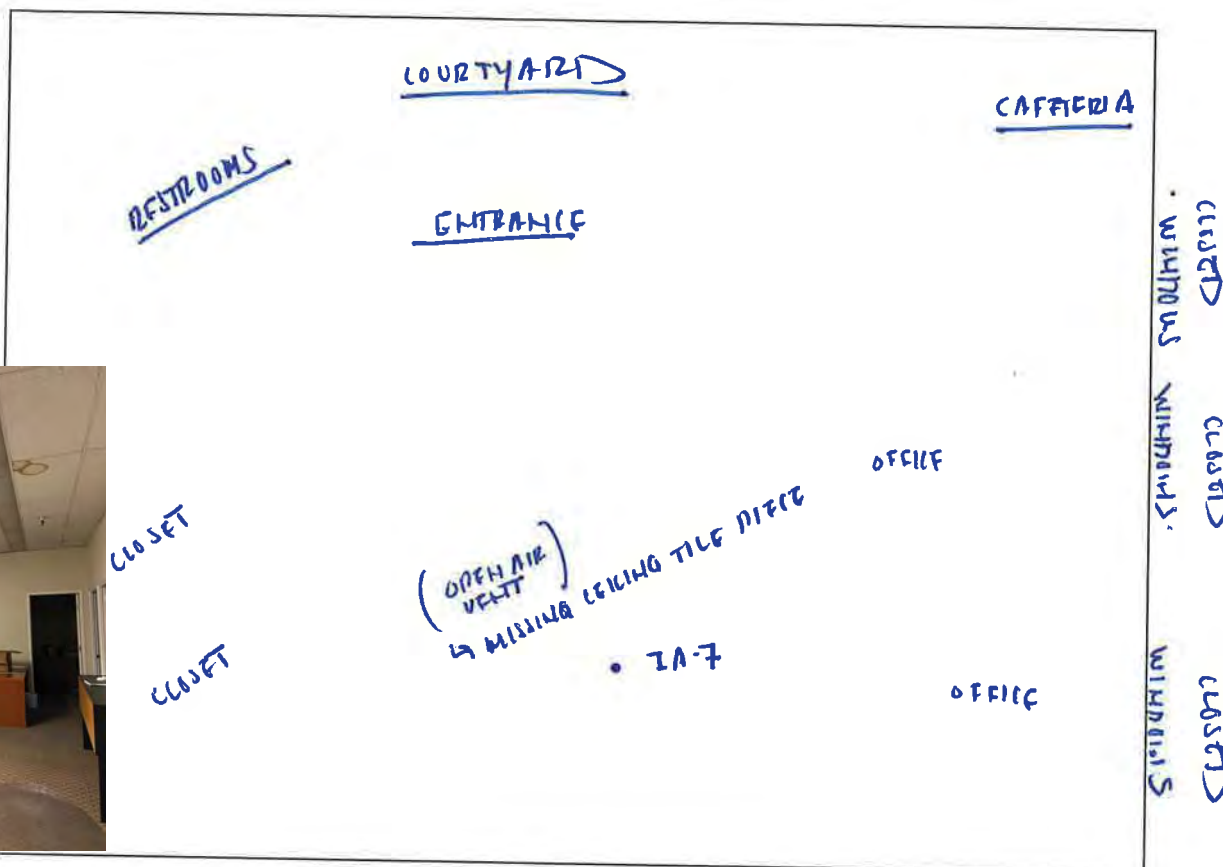 COURTYARD
CAFETERIA
RESTROOMS
ENTRANCE
CLOSED
• WINDOWS
CLOSED
WINDOWS.
OFFICE
CLOSET
(OPEN AIR
VENT)
↳ MISSING CEILING TILE PIECE
• IA-7
CLOSET
OFFICE
CLOSED
WINDOWS